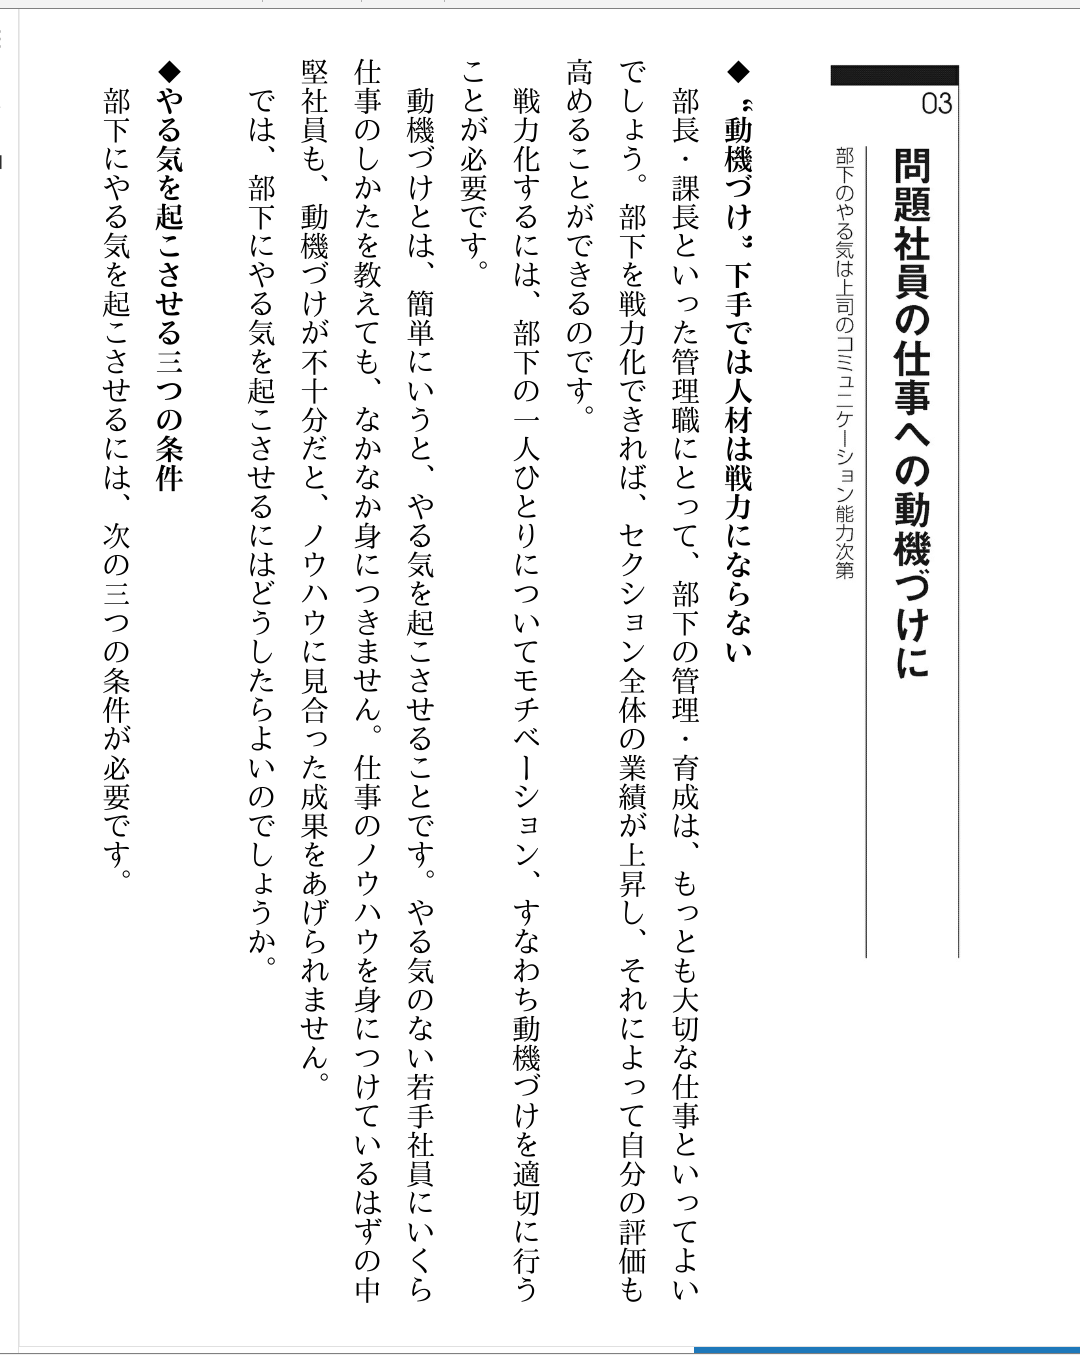 03
問題社員の仕事への動機づけに
部下のやる気は上司のコミュニケーション能力次第
◆〝動機づけ〟下手では人材は戦力にならない
部長・課長といった管理職にとって、部下の管理・育成は、もっとも大切な仕事といってよい
でしょう。部下を戦力化できれば、セクション全体の業績が上昇し、それによって自分の評価も
高めることができるのです。
戦力化するには、部下の一人ひとりについてモチベーション、すなわち動機づけを適切に行う
ことが必要です。
動機づけとは、簡単にいうと、やる気を起こさせることです。やる気のない若手社員にいくら
仕事のしかたを教えても、なかなか身につきません。仕事のノウハウを身につけているはずの中
堅社員も、動機づけが不十分だと、ノウハウに見合った成果をあげられません。
では、部下にやる気を起こさせるにはどうしたらよいのでしょうか。
◆やる気を起こさせる三つの条件
部下にやる気を起こさせるには、次の三つの条件が必要です。